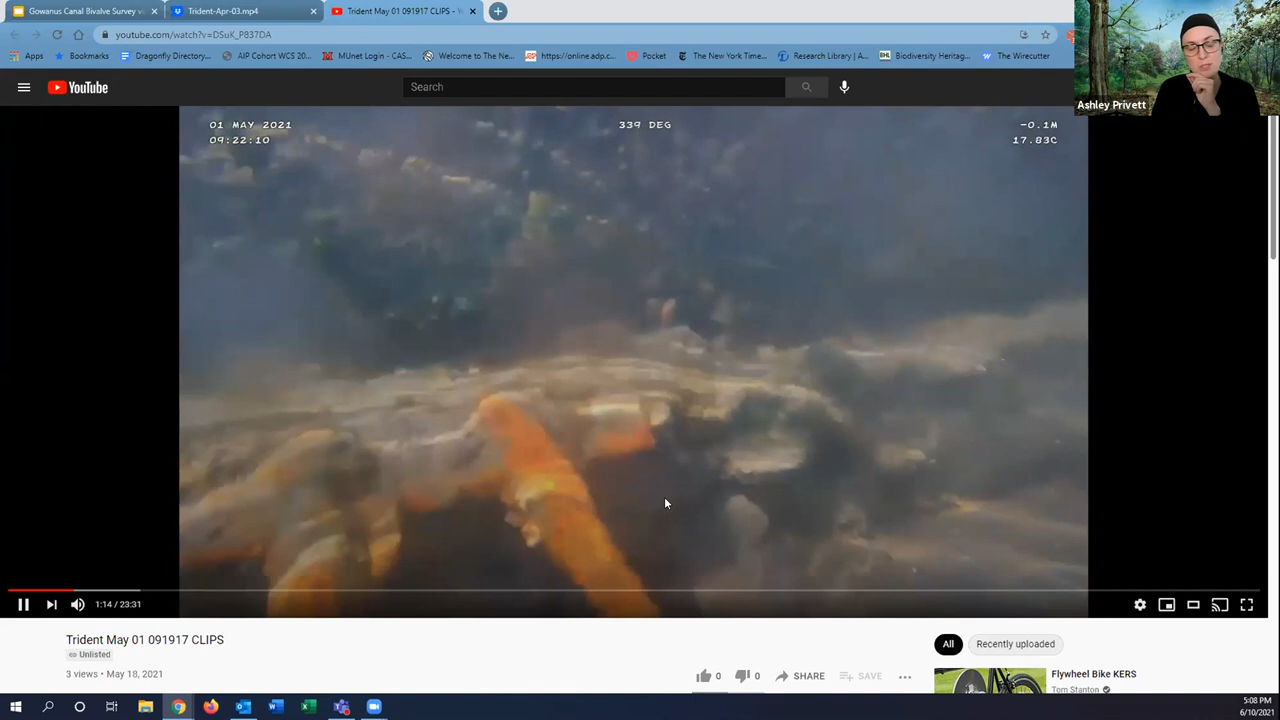 Gowanus Canal Bivalve Survey v
Trident-Apr-03.mp4
Trident May 01 091917 CLIPS - Y
youtube.com/watch?v=DSuK_P837DA
Apps
Bookmarks
Dragonfly Directory...
AIP Cohort WCS 20...
MUnet Login - CAS...
Welcome to The Ne...
https://online.adp.c...
Pocket
The New York Time...
Research Library | A...
Biodiversity Heritag...
The Wirecutter
YouTube
Search
Ashley Privett
01 MAY 2021
339 DEG
-0.1M
09:22:10
17.83C
1:14 / 23:31
Trident May 01 091917 CLIPS
Unlisted
3 views • May 18, 2021
0
0
SHARE
SAVE
All
Recently uploaded
Flywheel Bike KERS
Tom Stanton
5:08 PM
6/10/2021